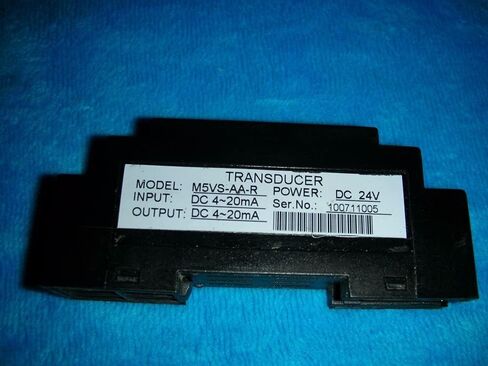 TRANSDUCER
MODEL: M5VS-AA-R POWER: DC 24V
INPUT: DC 4~20mA Ser.No.: 100711005
OUTPUT: DC 4~20mA